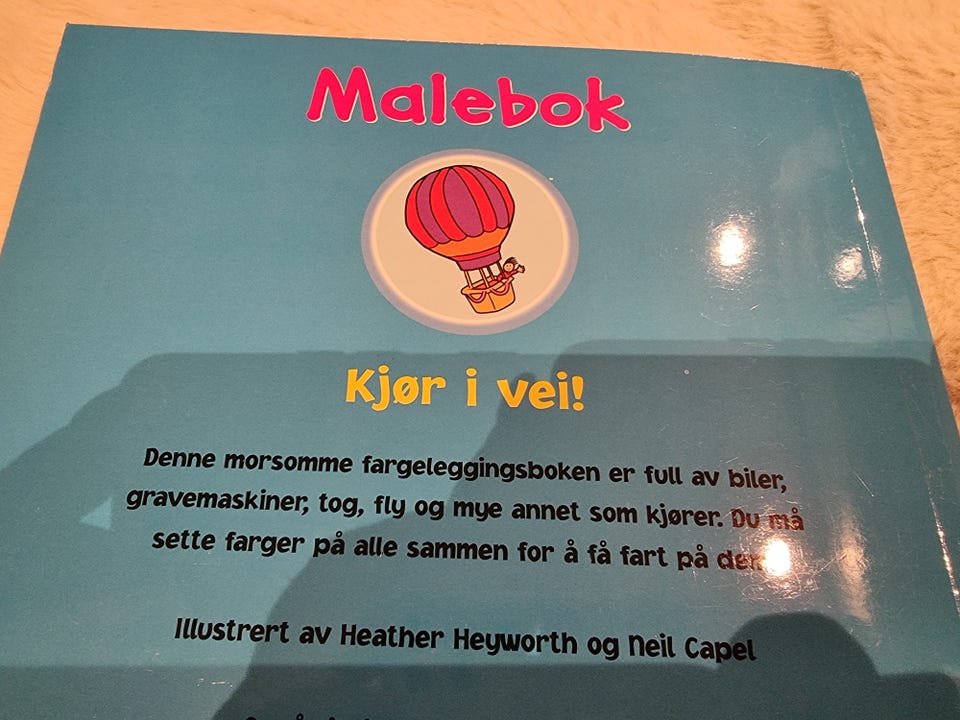 Malebok
Kjør i vei!
Denne morsomme fargeleggingsboken er full av biler,
gravemaskiner, tog, fly og mye annet som kjører. Du må
sette farger på alle sammen for å få fart på
Illustrert av Heather Heyworth og Neil Capel